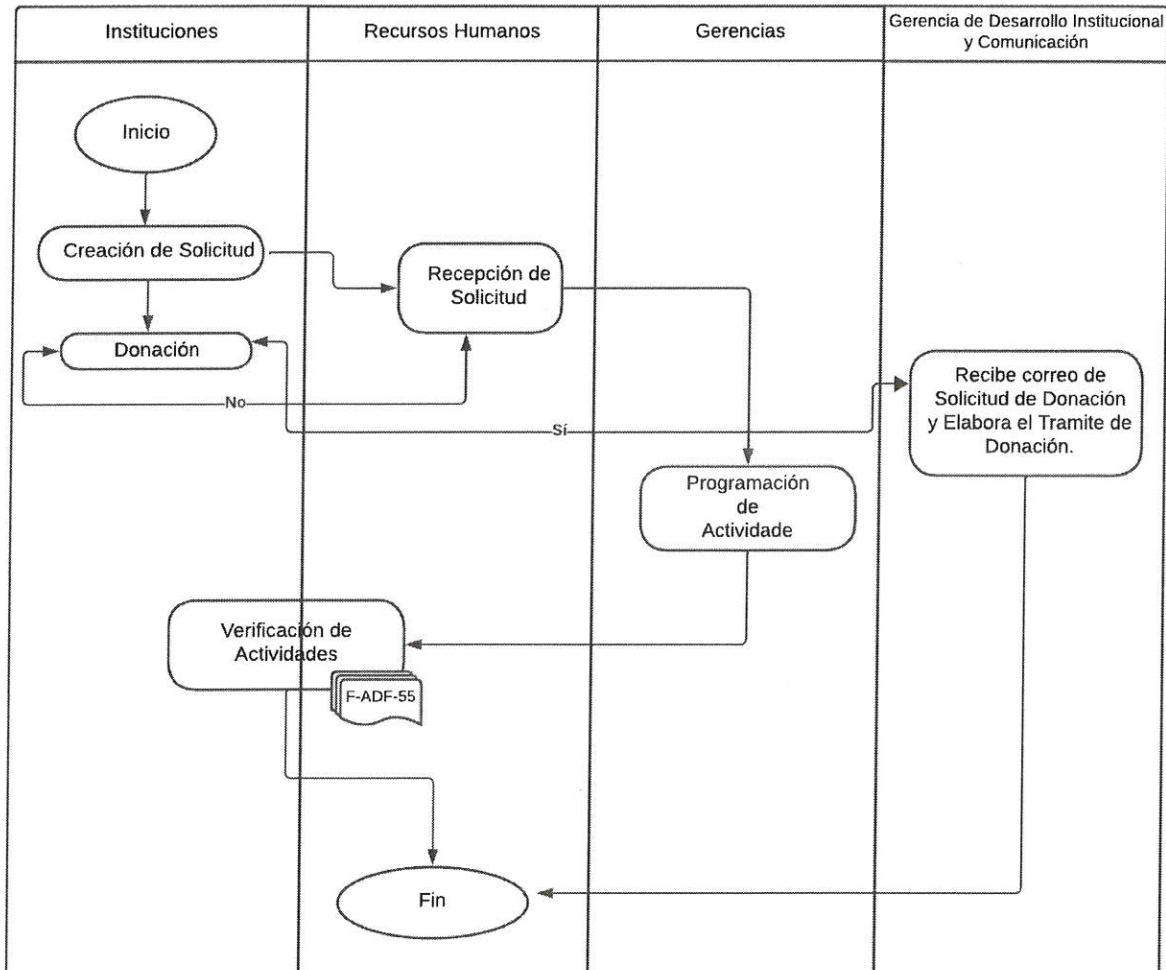 Instituciones
Recursos Humanos
Gerencias
Gerencia de Desarrollo Institucional
y Comunicación
Inicio
Creación de Solicitud
Recepción de
Solicitud
Donación
No
Sí
Recibe correo de
Solicitud de Donación
y Elabora el Tramite de
Donación.
Programación
de
Actividade
Verificación de
Actividades
F-ADF-55
Fin